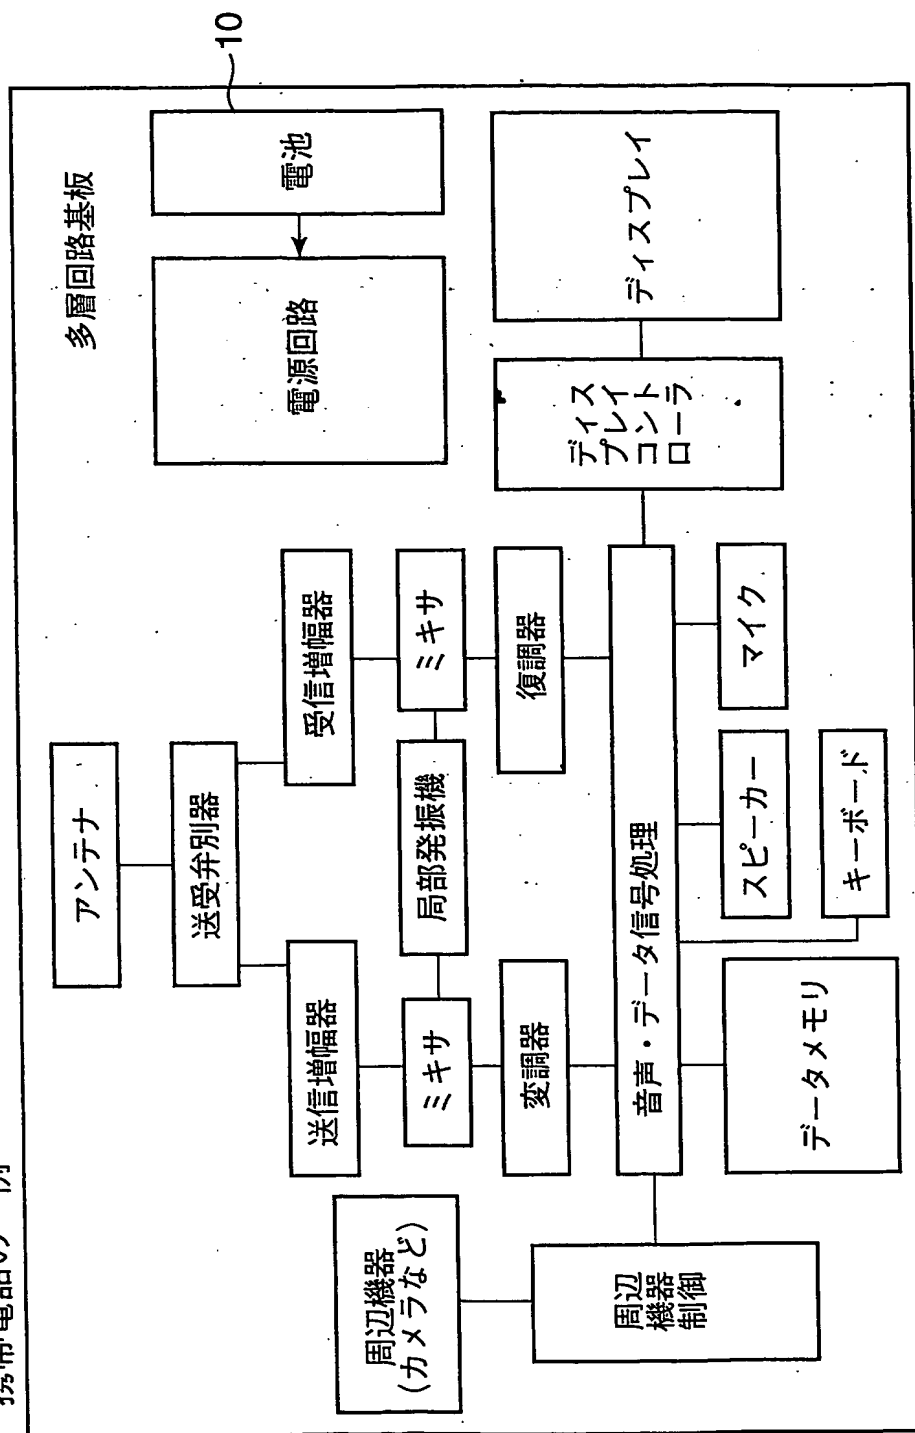 携帯電話の一例
多層回路基板
アンテナ
送受弁別器
10
電池
電源回路
送信増幅器
受信増幅器
周辺機器
(カメラなど)
ミキサ
局部発振機
ミキサ
変調器
復調器
ディス
プレイ
コント
ローラ
ディスプレイ
周辺
機器
制御
音声・データ信号処理
データメモリ
スピーカー
マイク
キーボード